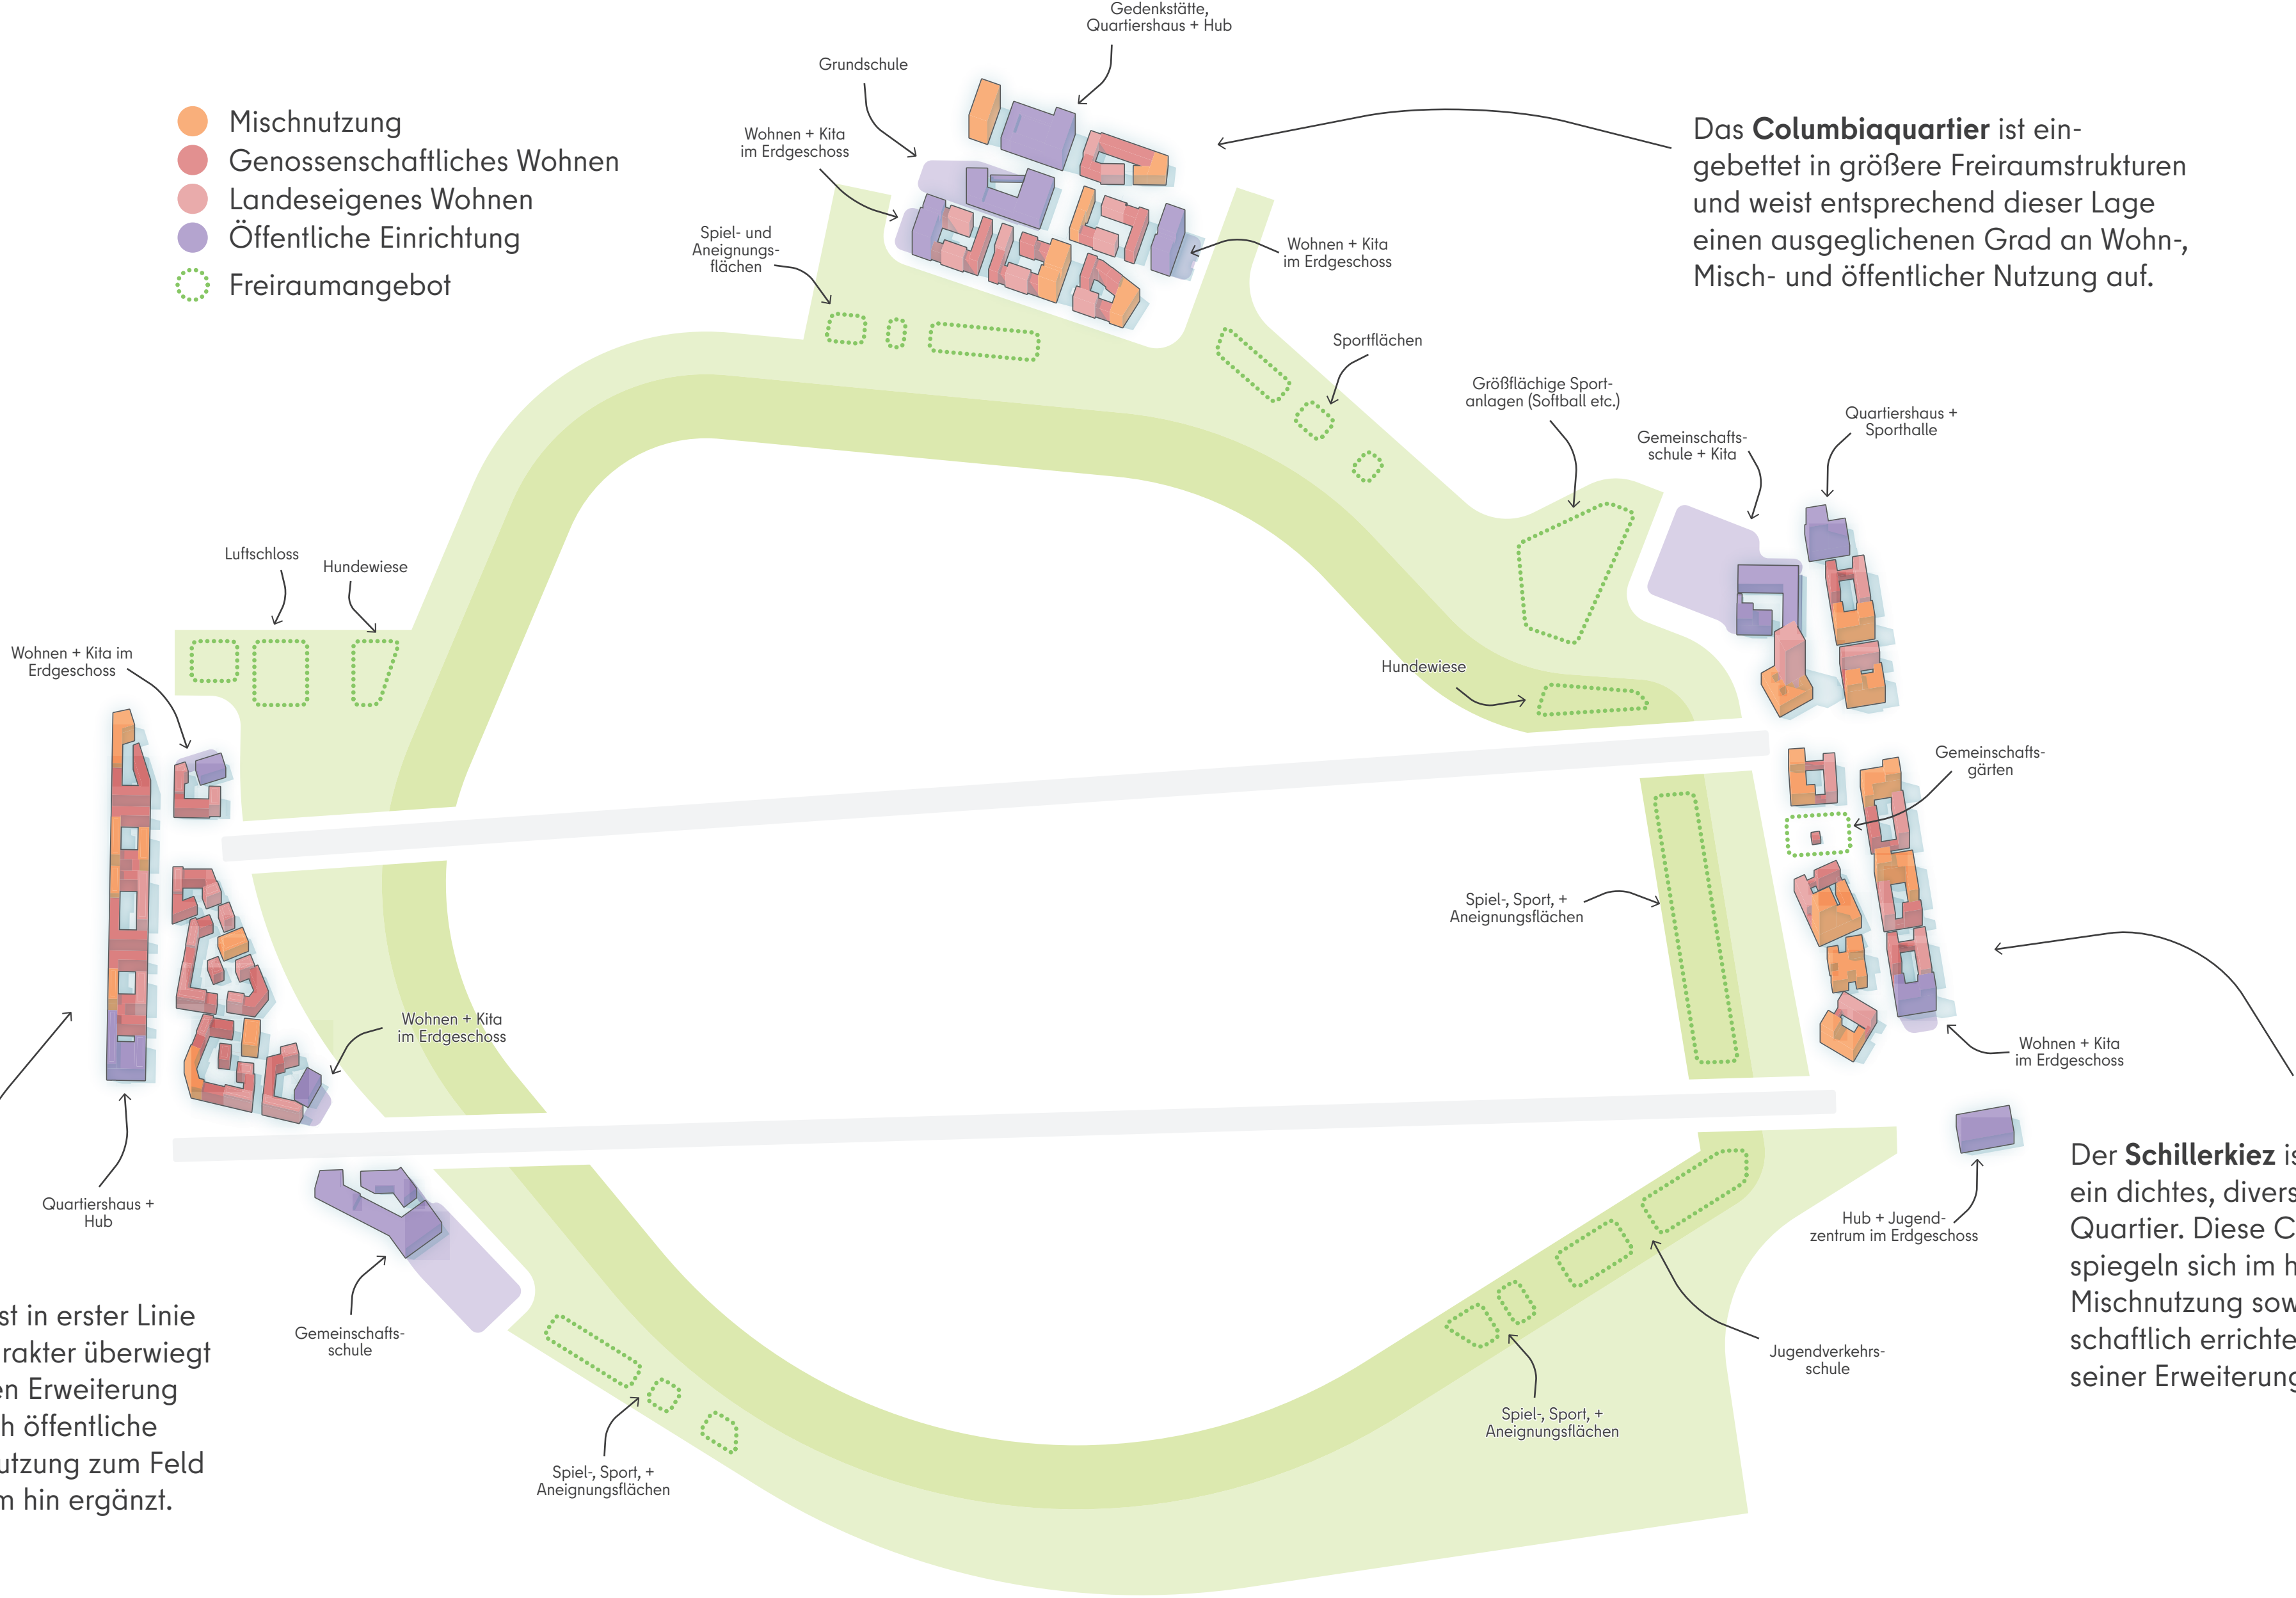 Gedenkstätte,
Quartiershaus + Hub
Grundschule
Wohnen + Kita
im Erdgeschoss
Spiel- und
Aneignungs-
flächen
Wohnen + Kita
im Erdgeschoss
Mischnutzung
Genossenschaftliches Wohnen
Landeseigenes Wohnen
Öffentliche Einrichtung
Freiraumangebot
Das Columbiaquartier ist ein-
gebettet in größere Freiraumstrukturen
und weist entsprechend dieser Lage
einen ausgeglichenen Grad an Wohn-,
Misch- und öffentlicher Nutzung auf.
Sportflächen
Größflächige Sport-
anlagen (Softball etc.)
Gemeinschafts-
schule + Kita
Quartiershaus +
Sporthalle
Luftschloss
Hundewiese
Wohnen + Kita im
Erdgeschoss
Hundewiese
Gemeinschafts-
gärten
Spiel-, Sport, +
Aneignungsflächen
Wohnen + Kita
im Erdgeschoss
Wohnen + Kita
im Erdgeschoss
Quartiershaus +
Hub
Hub + Jugend-
zentrum im Erdgeschoss
Gemeinschafts-
schule
Jugendverkehrs-
schule
Spiel-, Sport, +
Aneignungsflächen
Spiel-, Sport, +
Aneignungsflächen
st in erster Linie
rakter überwiegt
en Erweiterung
h öffentliche
utzung zum Feld
m hin ergänzt.
Der Schillerkiez is
ein dichtes, divers
Quartier. Diese C
spiegeln sich im h
Mischnutzung sow
schaftlich errichte
seiner Erweiterung